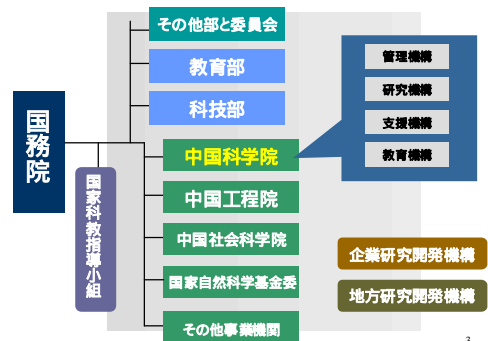 その他部と委員会
教育部
科技部
国務院
国家科教指導小組
中国科学院
中国工程院
中国社会科学院
国家自然科学基金委
その他事業機関
管理機構
研究機構
支援機構
教育機構
企業研究開発機構
地方研究開発機構
3